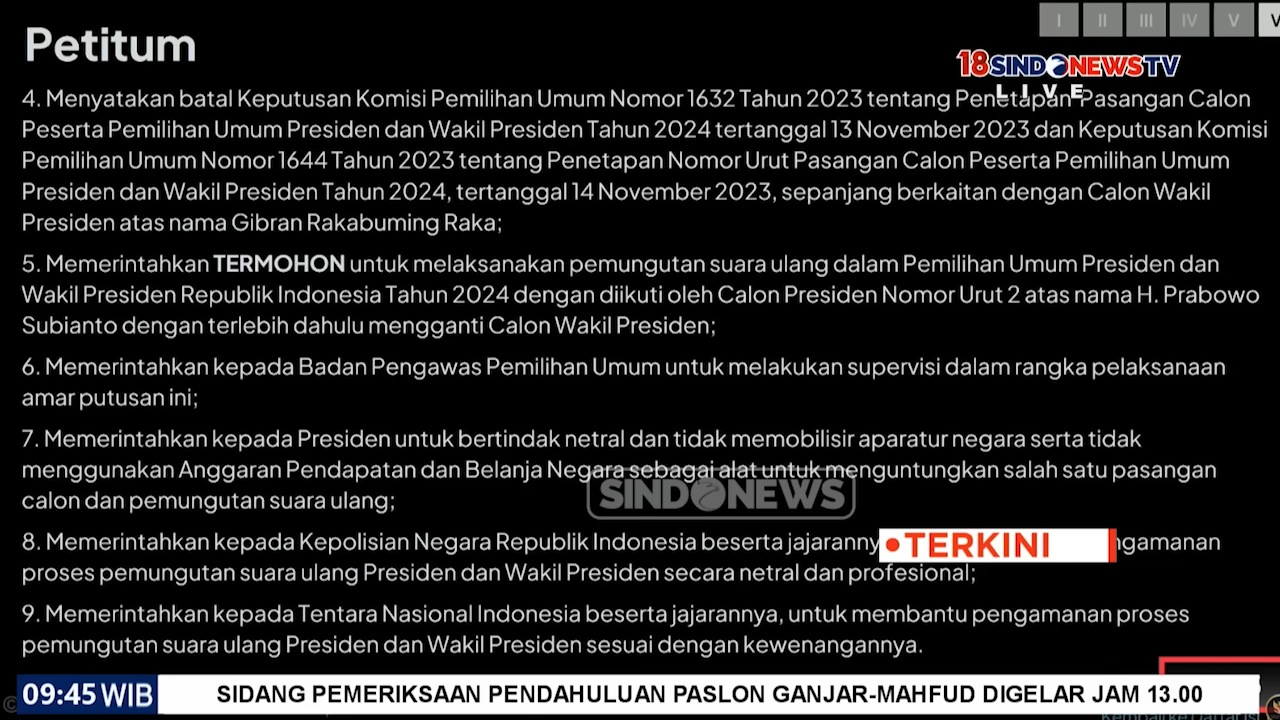 I II III IV V
Petitum
18SINDONEWSTV
LIVE
4. Menyatakan batal Keputusan Komisi Pemilihan Umum Nomor 1632 Tahun 2023 tentang Penetapan Pasangan Calon
Peserta Pemilihan Umum Presiden dan Wakil Presiden Tahun 2024 tertanggal 13 November 2023 dan Keputusan Komisi
Pemilihan Umum Nomor 1644 Tahun 2023 tentang Penetapan Nomor Urut Pasangan Calon Peserta Pemilihan Umum
Presiden dan Wakil Presiden Tahun 2024, tertanggal 14 November 2023, sepanjang berkaitan dengan Calon Wakil
Presiden atas nama Gibran Rakabuming Raka;
5. Memerintahkan TERMOHON untuk melaksanakan pemungutan suara ulang dalam Pemilihan Umum Presiden dan
Wakil Presiden Republik Indonesia Tahun 2024 dengan diikuti oleh Calon Presiden Nomor Urut 2 atas nama H. Prabowo
Subianto dengan terlebih dahulu mengganti Calon Wakil Presiden;
6. Memerintahkan kepada Badan Pengawas Pemilihan Umum untuk melakukan supervisi dalam rangka pelaksanaan
amar putusan ini;
7. Memerintahkan kepada Presiden untuk bertindak netral dan tidak memobilisir aparatur negara serta tidak
menggunakan Anggaran Pendapatan dan Belanja Negara sebagai alat untuk menguntungkan salah satu pasangan
calon dan pemungutan suara ulang;
SINDONEWS
8. Memerintahkan kepada Kepolisian Negara Republik Indonesia beserta jajaranny ngamanan
TERKINI
proses pemungutan suara ulang Presiden dan Wakil Presiden secara netral dan profesional;
9. Memerintahkan kepada Tentara Nasional Indonesia beserta jajarannya, untuk membantu pengamanan proses
pemungutan suara ulang Presiden dan Wakil Presiden sesuai dengan kewenangannya.
09:45 WIB SIDANG PEMERIKSAAN PENDAHULUAN PASLON GANJAR-MAHFUD DIGELAR JAM 13.00